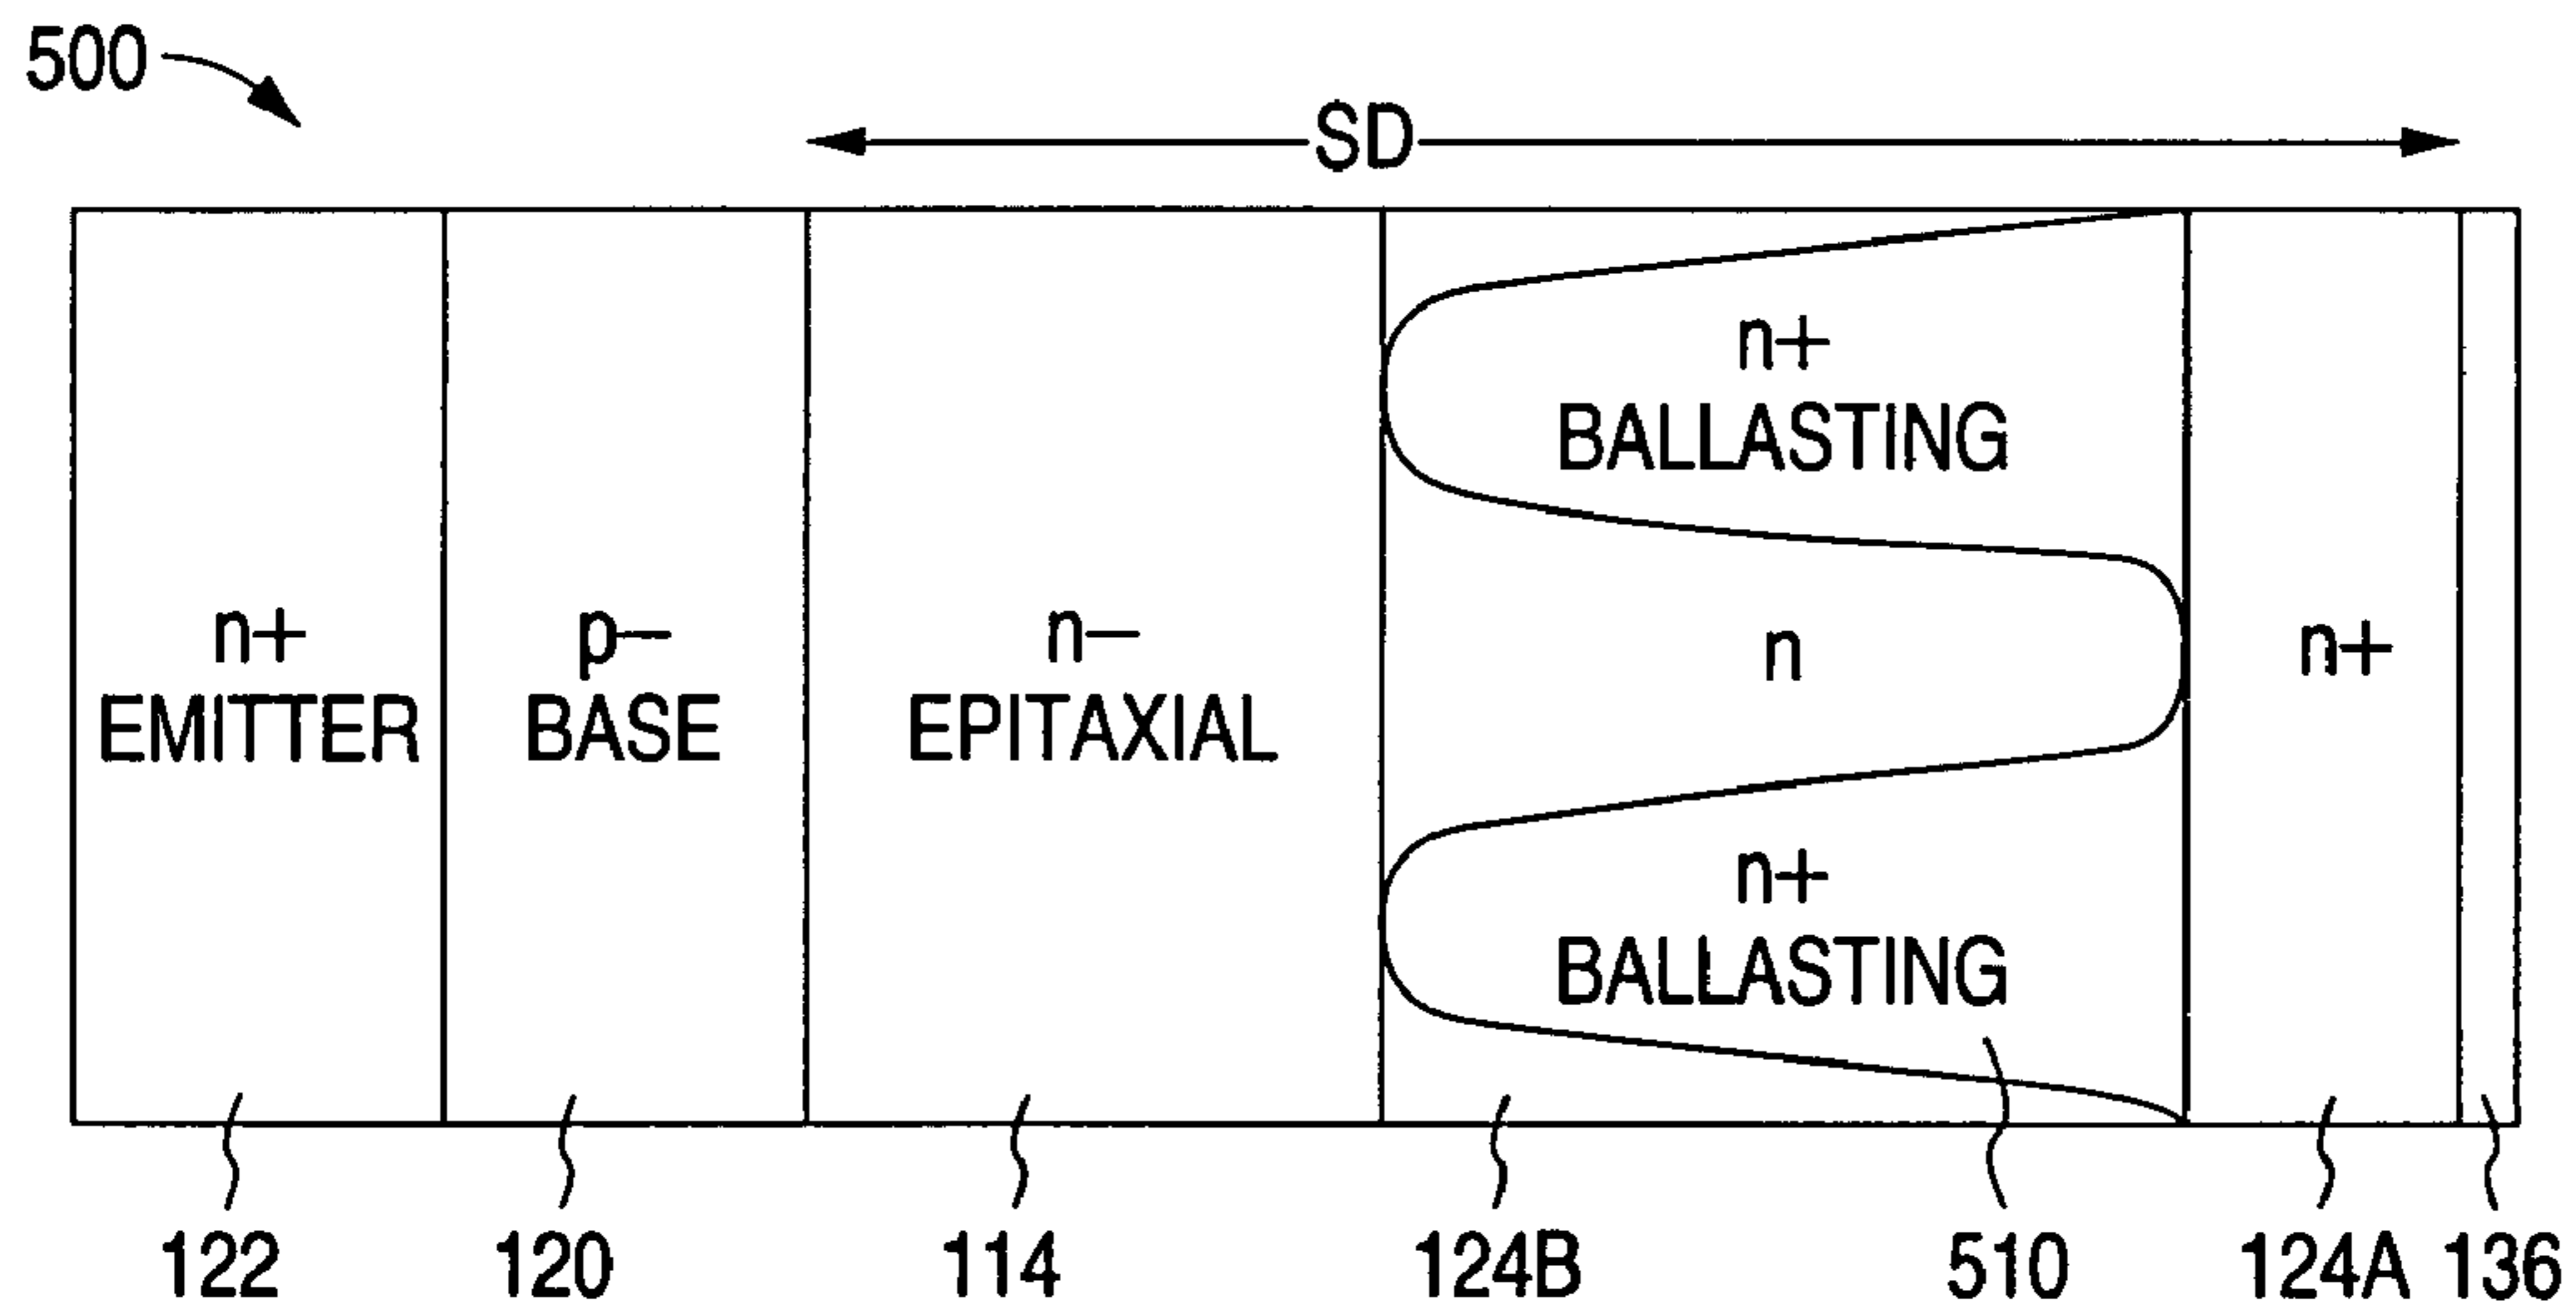 500
SD
n+
EMITTER
p−
BASE
n−
EPITAXIAL
n+
BALLASTING
n
n+
BALLASTING
n+
122
120
114
124B
510
124A
136